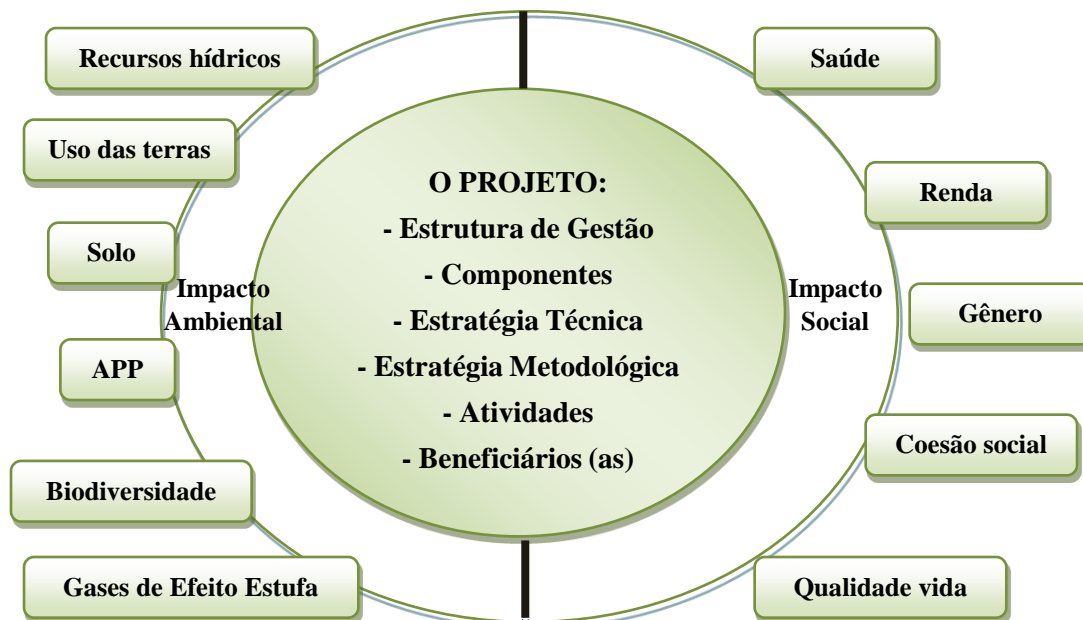 Recursos hídricos
Uso das terras
Solo
APP
Biodiversidade
Gases de Efeito Estufa
Impacto
Ambiental
O PROJETO:
- Estrutura de Gestão
- Componentes
- Estratégia Técnica
- Estratégia Metodológica
- Atividades
- Beneficiários (as)
Impacto
Social
Saúde
Renda
Gênero
Coesão social
Qualidade vida